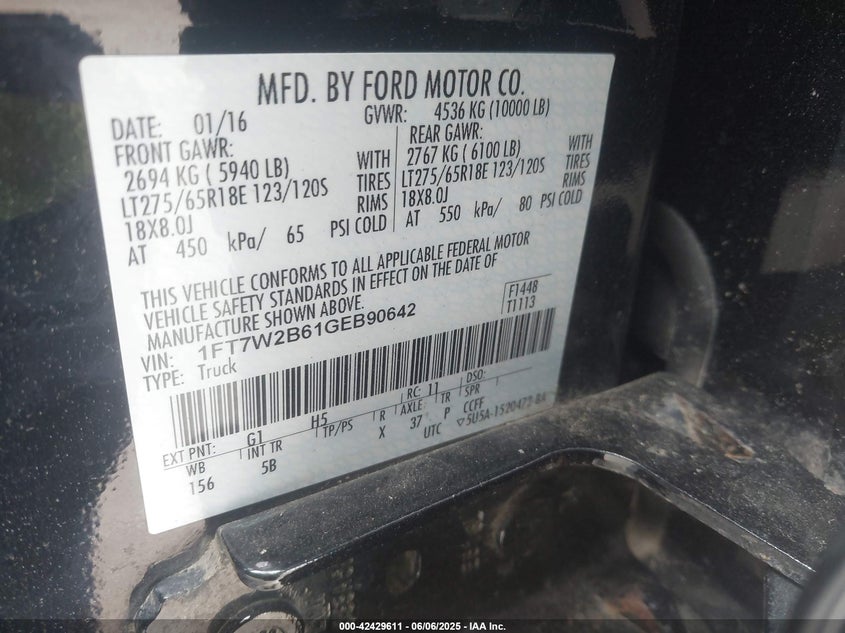 MFD. BY FORD MOTOR CO.
DATE: 01/16 GVWR: 4536 KG (10000 LB)
FRONT GAWR: REAR GAWR:
2694 KG ( 5940 LB) WITH 2767 KG ( 6100 LB) WITH
LT275/65R18E 123/120S TIRES LT275/65R18E 123/120S TIRES
18X8.0J RIMS 18X8.0J RIMS
AT 450 kPa/ 65 PSI COLD AT 550 kPa/ 80 PSI COLD
THIS VEHICLE CONFORMS TO ALL APPLICABLE FEDERAL MOTOR
VEHICLE SAFETY STANDARDS IN EFFECT ON THE DATE OF
MANUFACTURE SHOWN ABOVE.
VIN: 1FT7W2B61GEB90642
TYPE: Truck
F1448
T1113
EXT PNT: G1 H5 RC: 11 DSO:
WB INT TR TP/PS R AXLE TR SPR
156 5B X 37 P CCFF
UTC ▽5U5A-1520472-BA
000-42429611 - 06/06/2025 - IAA Inc.